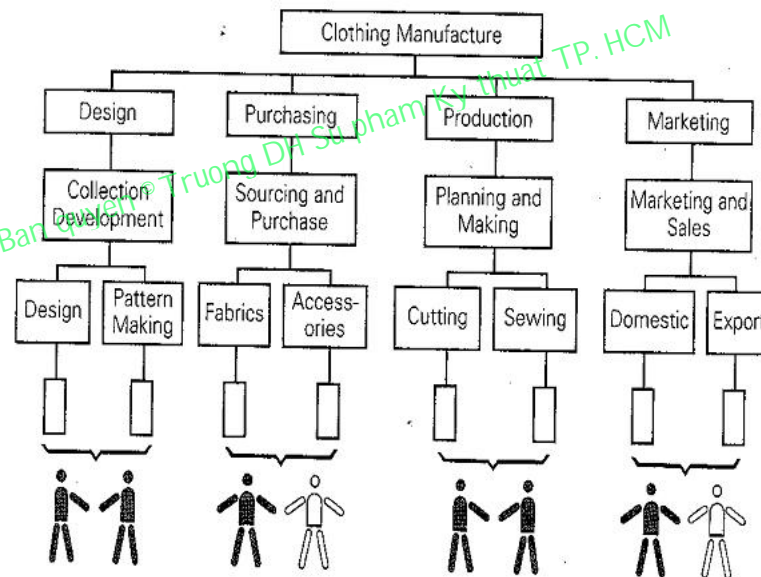 Clothing Manufacture
Design
Purchasing
Production
Marketing
Collection
Development
Sourcing and
Purchase
Planning and
Making
Marketing and
Sales
Design
Pattern
Making
Fabrics
Access-
ories
Cutting
Sewing
Domestic
Export
Ban quyen © Truong DH Su pham Ky thuat TP. HCM